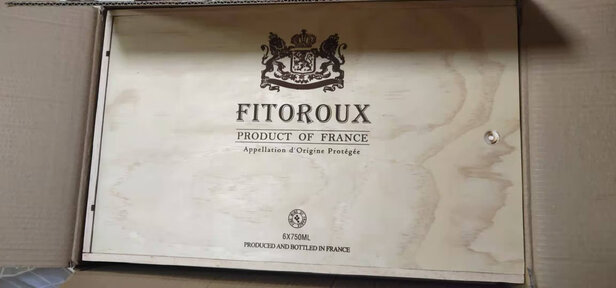 FITOROUX
PRODUCT OF FRANCE
Appellation d'Origine Protégée
6X750ML
PRODUCED AND BOTTLED IN FRANCE